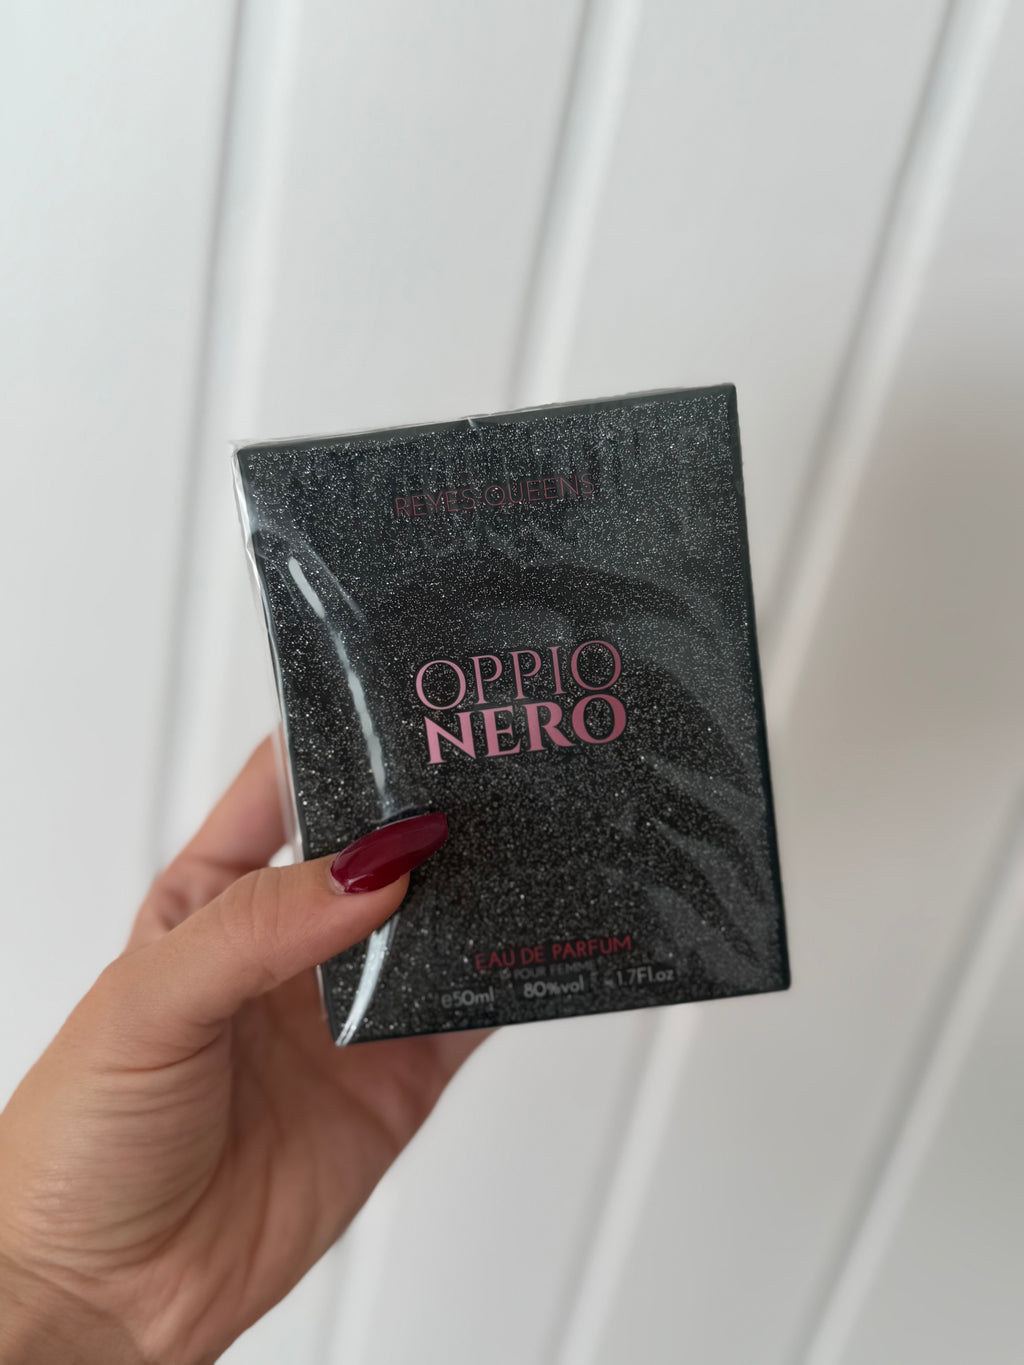 REYES QUEENS
OPPIO
NERO
EAU DE PARFUM
POUR FEMME
e50ml 80%vol 1.7Fl.oz